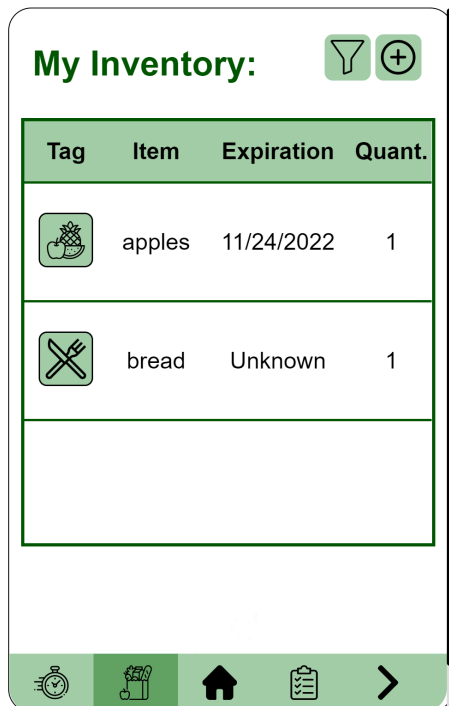 My Inventory:
Tag Item Expiration Quant.
apples 11/24/2022 1
bread Unknown 1